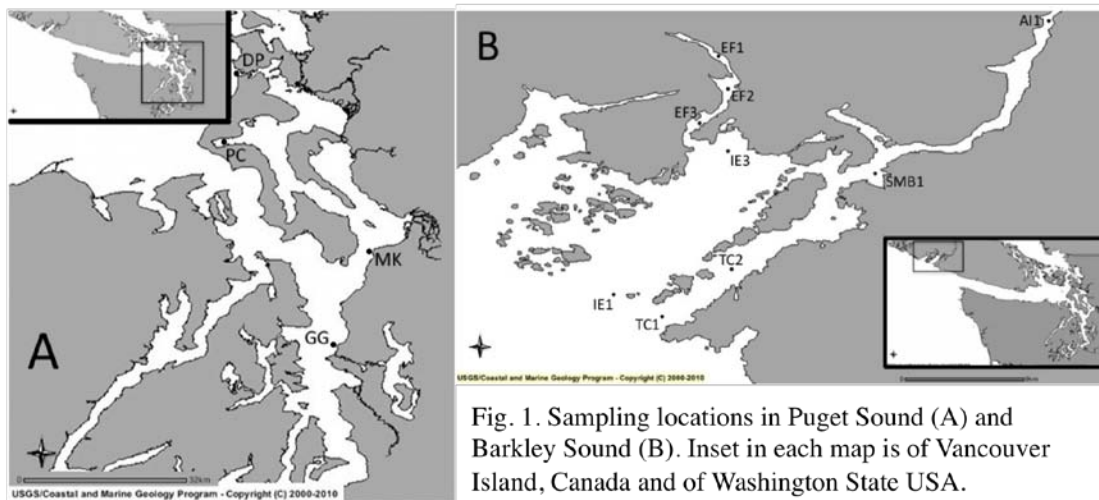 A
DP
PC
MK
GG
32km
USGS/Coastal and Marine Geology Program - Copyright (C) 2000-2010
B
AI1
EF1
EF2
EF3
IE3
SMB1
TC2
IE1
TC1
USGS/Coastal and Marine Geology Program - Copyright (C) 2000-2010
Fig. 1. Sampling locations in Puget Sound (A) and
Barkley Sound (B). Inset in each map is of Vancouver
Island, Canada and of Washington State USA.